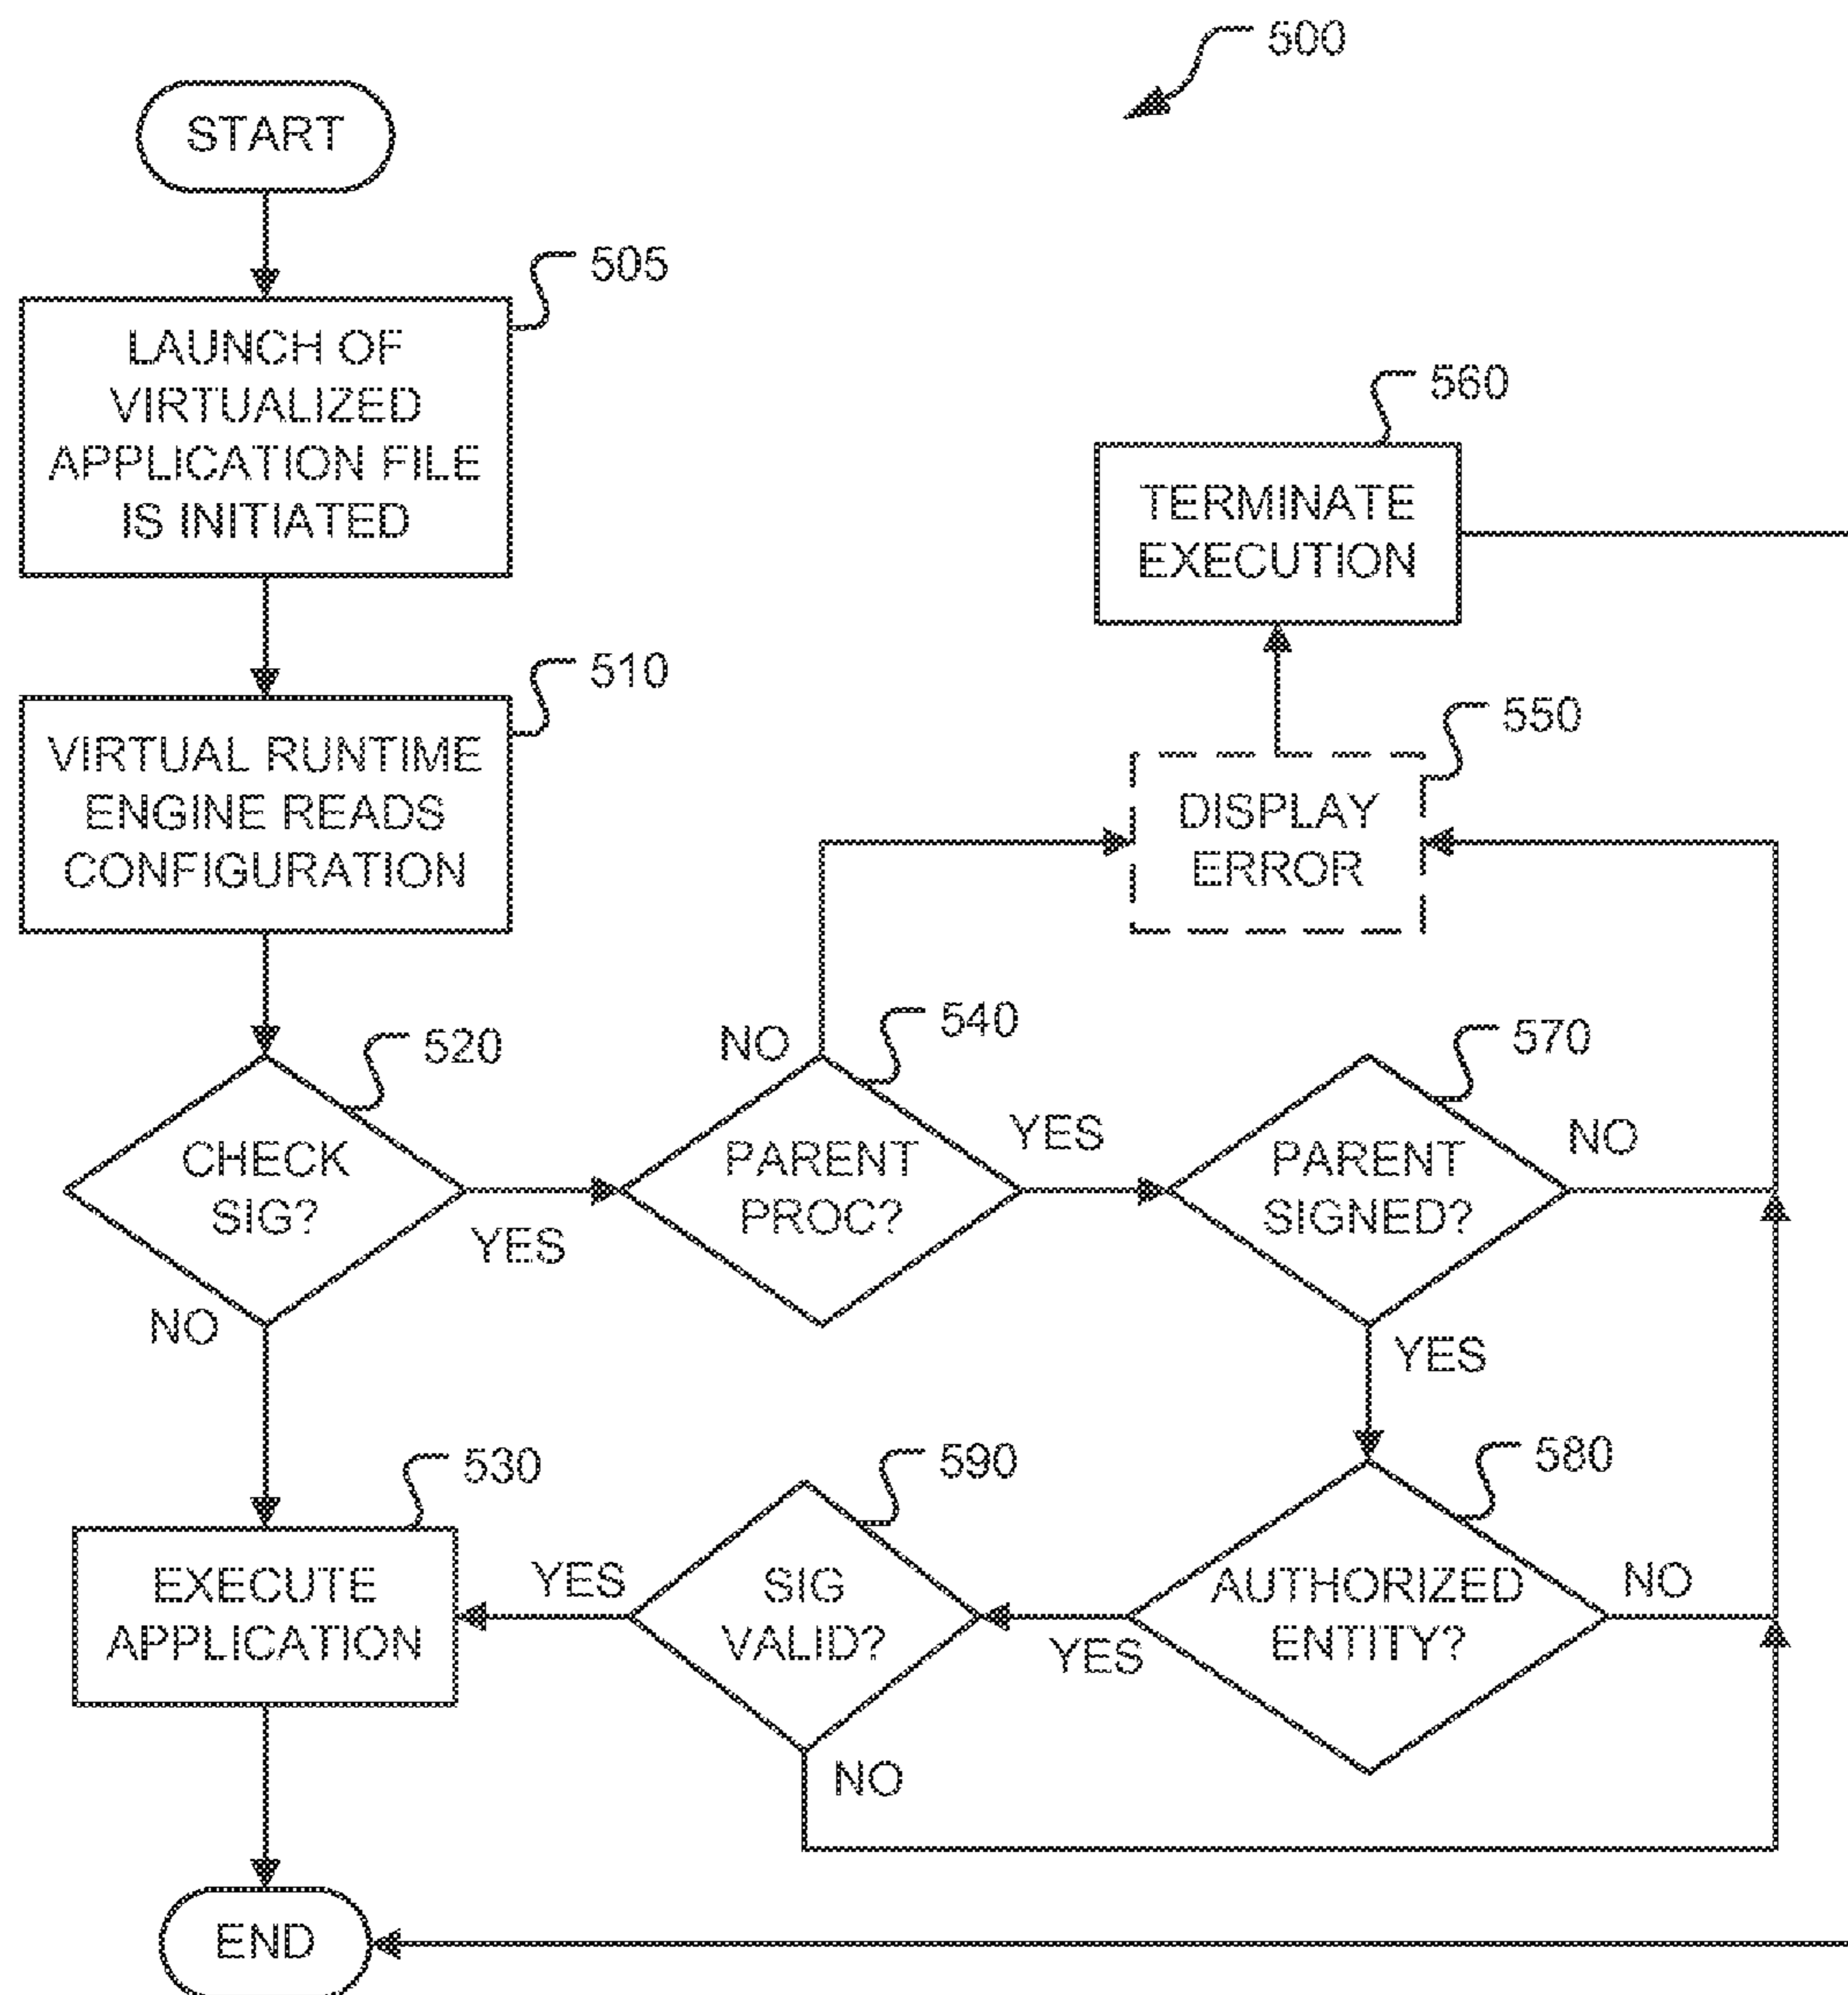 500
START
505
LAUNCH OF
VIRTUALIZED
APPLICATION FILE
IS INITIATED
560
TERMINATE
EXECUTION
510
VIRTUAL RUNTIME
ENGINE READS
CONFIGURATION
550
DISPLAY
ERROR
520
CHECK
SIG?
YES
NO
NO
540
PARENT
PROC?
YES
570
PARENT
SIGNED?
NO
YES
530
EXECUTE
APPLICATION
YES
590
SIG
VALID?
NO
YES
580
AUTHORIZED
ENTITY?
NO
END